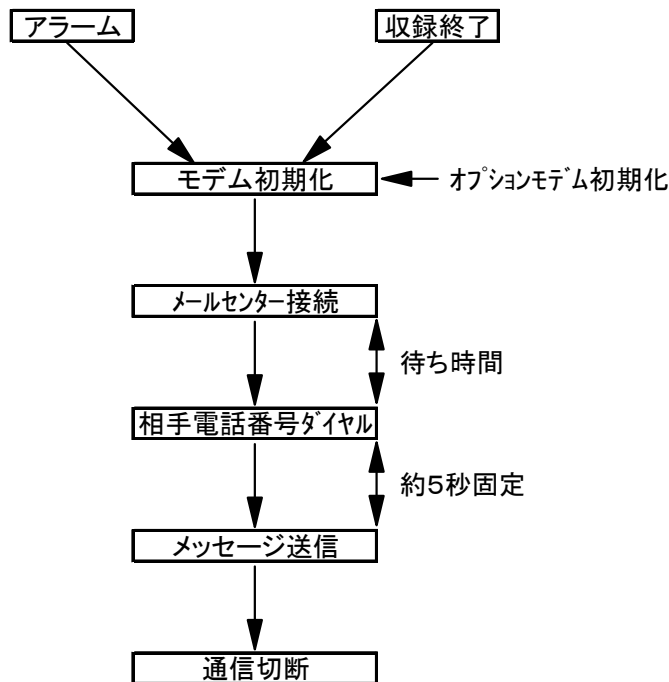 アラーム
収録終了
モデム初期化
オプションモデム初期化
メールセンター接続
待ち時間
相手電話番号ダイヤル
約5秒固定
メッセージ送信
通信切断